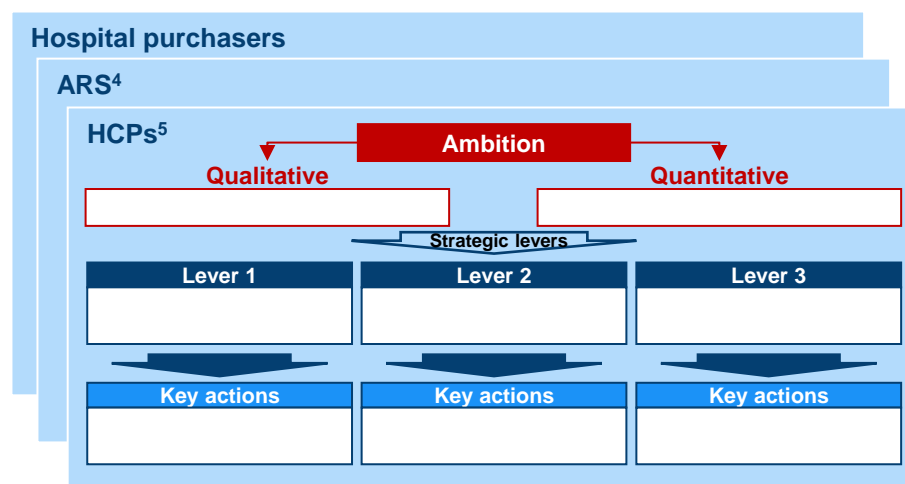 Hospital purchasers
ARS⁴
HCPs⁵
Ambition
Qualitative
Quantitative
Strategic levers
Lever 1
Lever 2
Lever 3
Key actions
Key actions
Key actions